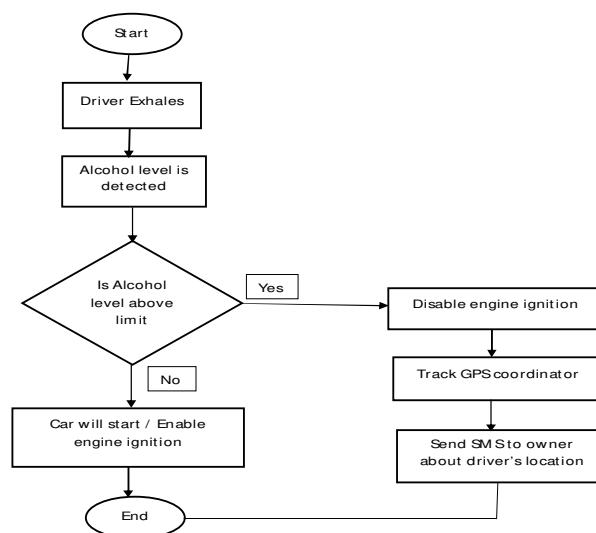 Start
Driver Exhales
Alcohol level is
detected
Is Alcohol
level above
limit
Yes
No
Disable engine ignition
Track GPS coordinator
Send SMS to owner
about driver's location
Car will start / Enable
engine ignition
End